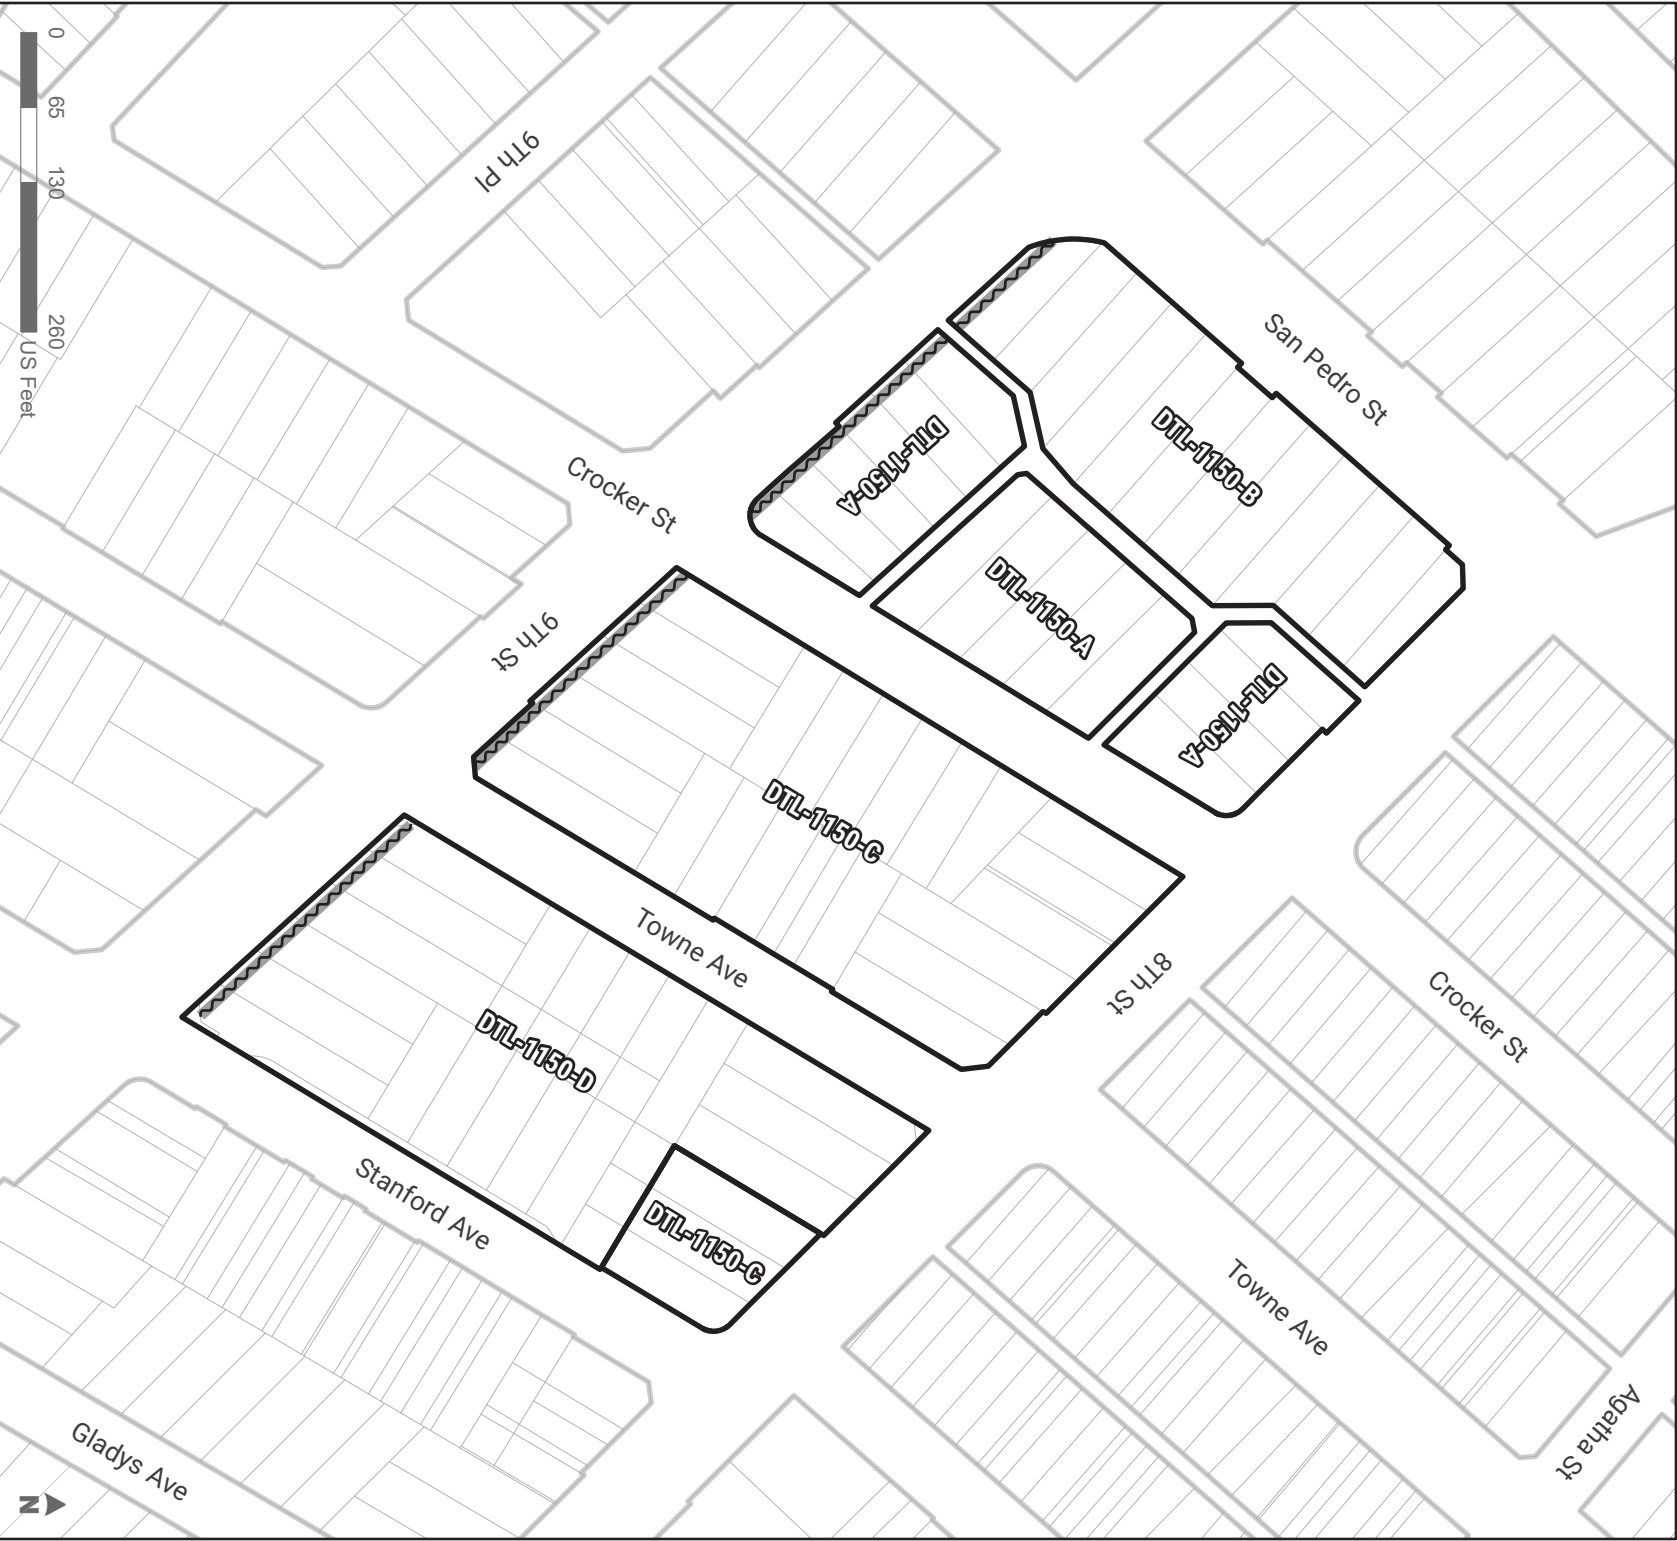 0
65
130
260
US Feet
9Th Pl
San Pedro St
DTL-1150-B
DTL-1150-A
Crocker St
DTL-1150-A
9Th St
DTL-1150-A
DTL-1150-C
Towne Ave
8Th St
Crocker St
DTL-1150-D
Stanford Ave
DTL-1150-C
Towne Ave
Agatha St
Gladys Ave
N